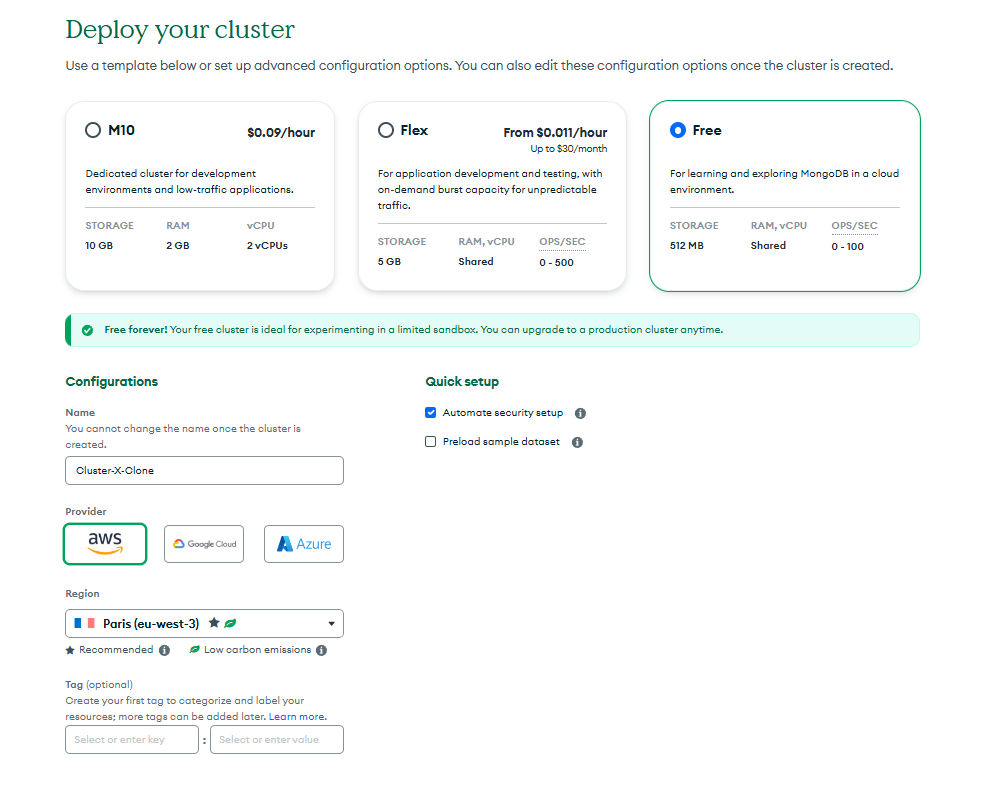 Deploy your cluster
Use a template below or set up advanced configuration options. You can also edit these configuration options once the cluster is created.
M10
$0.09/hour
Dedicated cluster for development
environments and low-traffic applications.
STORAGE RAM vCPU
10 GB 2 GB 2 vCPUs
Flex
From $0.011/hour
Up to $30/month
For application development and testing, with
on-demand burst capacity for unpredictable
traffic.
STORAGE RAM, vCPU OPS/SEC
5 GB Shared 0 - 500
Free
For learning and exploring MongoDB in a cloud
environment.
STORAGE RAM, vCPU OPS/SEC
512 MB Shared 0 - 100
Free forever! Your free cluster is ideal for experimenting in a limited sandbox. You can upgrade to a production cluster anytime.
Configurations
Name
You cannot change the name once the cluster is
created.
Cluster-X-Clone
Provider
aws
Google Cloud
Azure
Region
Paris (eu-west-3)
Recommended
Low carbon emissions
Tag (optional)
Create your first tag to categorize and label your
resources; more tags can be added later. Learn more.
Select or enter key : Select or enter value
Quick setup
Automate security setup
Preload sample dataset